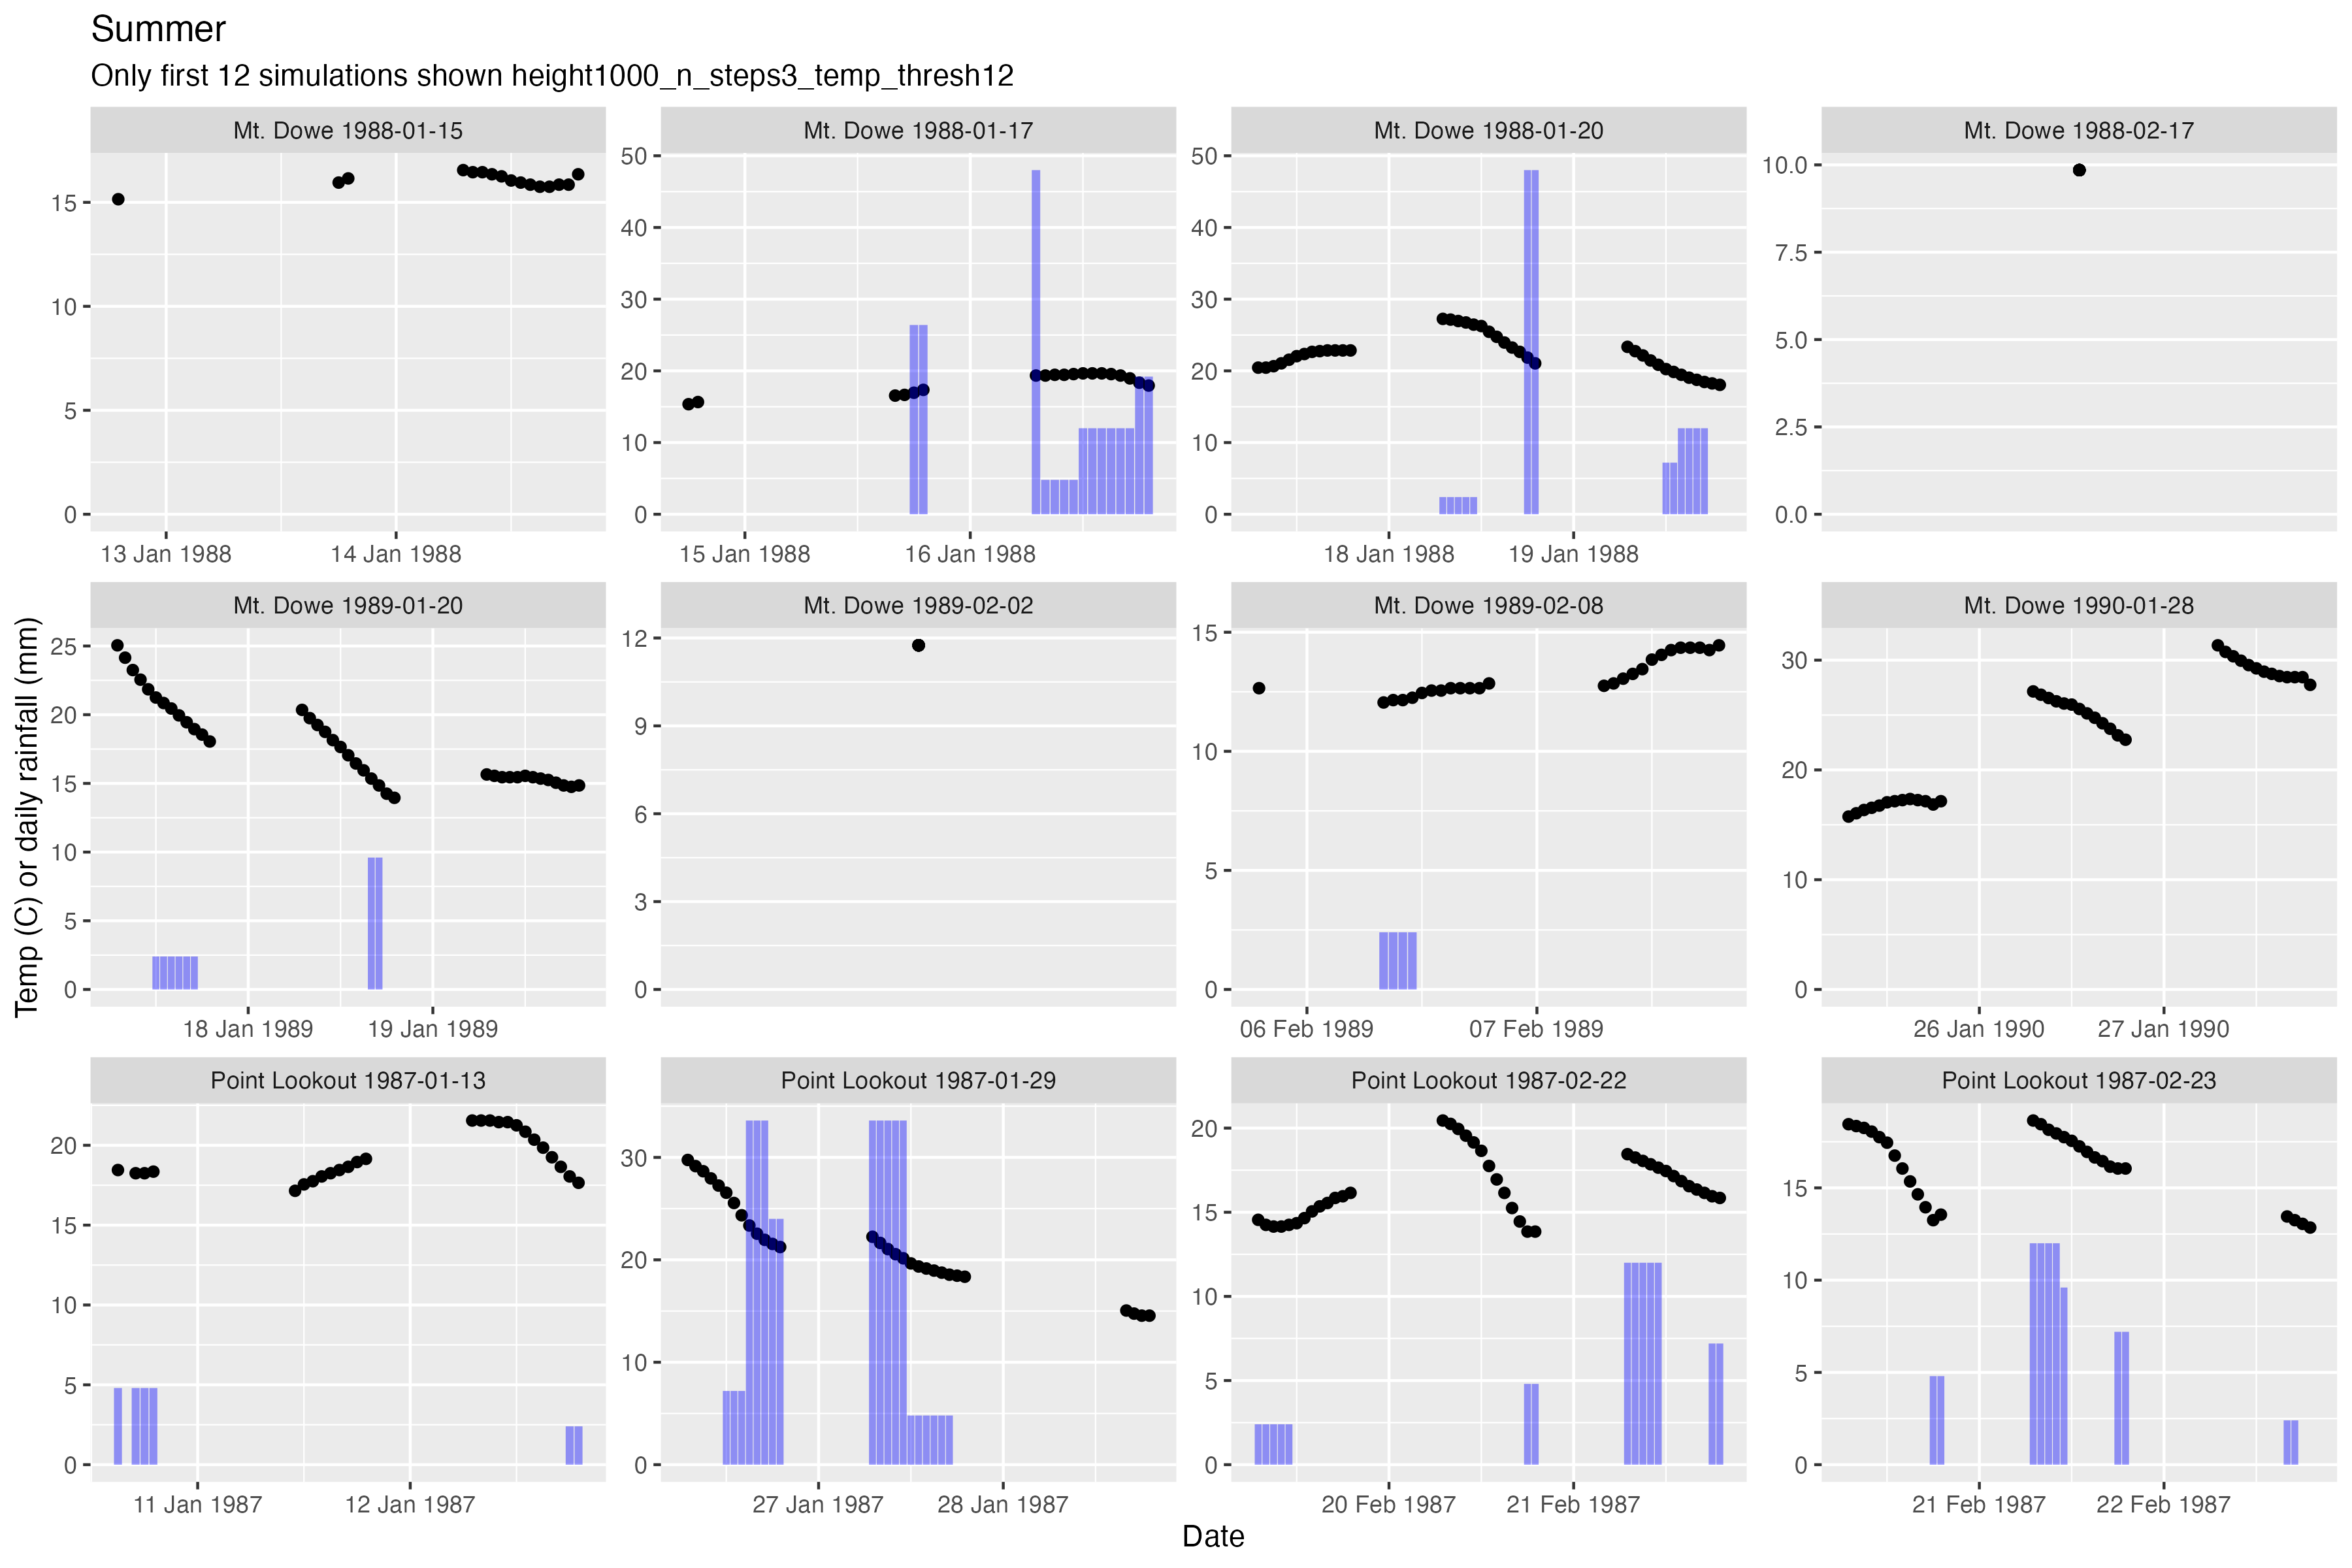 Summer
Only first 12 simulations shown height1000_n_steps3_temp_thresh12
Mt. Dowe 1988-01-15
Mt. Dowe 1988-01-17
Mt. Dowe 1988-01-20
Mt. Dowe 1988-02-17
15
10
5
0
50
40
30
20
10
0
50
40
30
20
10
0
10.0
7.5
5.0
2.5
0.0
13 Jan 1988
14 Jan 1988
15 Jan 1988
16 Jan 1988
18 Jan 1988
19 Jan 1988
Mt. Dowe 1989-01-20
Mt. Dowe 1989-02-02
Mt. Dowe 1989-02-08
Mt. Dowe 1990-01-28
25
20
15
10
5
0
12
9
6
3
0
15
10
5
0
30
20
10
0
18 Jan 1989
19 Jan 1989
06 Feb 1989
07 Feb 1989
26 Jan 1990
27 Jan 1990
Point Lookout 1987-01-13
Point Lookout 1987-01-29
Point Lookout 1987-02-22
Point Lookout 1987-02-23
20
15
10
5
0
30
20
10
0
20
15
10
5
0
15
10
5
0
11 Jan 1987
12 Jan 1987
27 Jan 1987
28 Jan 1987
20 Feb 1987
21 Feb 1987
21 Feb 1987
22 Feb 1987
Temp (C) or daily rainfall (mm)
Date